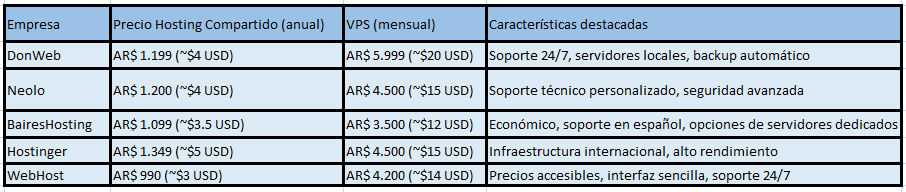 Empresa Precio Hosting Compartido (anual) VPS (mensual) Características destacadas
DonWeb AR$ 1.199 (~$4 USD) AR$ 5.999 (~$20 USD) Soporte 24/7, servidores locales, backup automático
Neolo AR$ 1.200 (~$4 USD) AR$ 4.500 (~$15 USD) Soporte técnico personalizado, seguridad avanzada
BairesHosting AR$ 1.099 (~$3.5 USD) AR$ 3.500 (~$12 USD) Económico, soporte en español, opciones de servidores dedicados
Hostinger AR$ 1.349 (~$5 USD) AR$ 4.500 (~$15 USD) Infraestructura internacional, alto rendimiento
WebHost AR$ 990 (~$3 USD) AR$ 4.200 (~$14 USD) Precios accesibles, interfaz sencilla, soporte 24/7